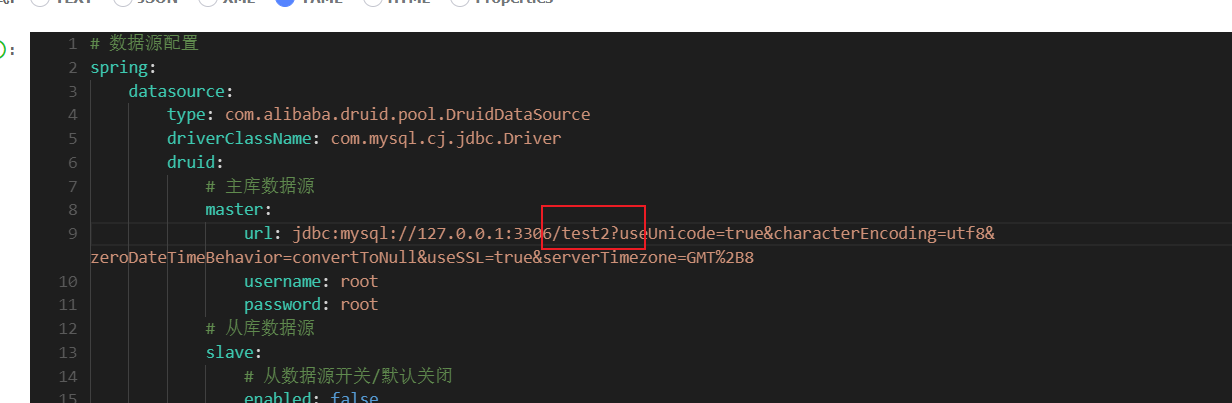 TEXT JSON XML YAML HTML Properties
:
1 # 数据源配置
2 spring:
3 datasource:
4 type: com.alibaba.druid.pool.DruidDataSource
5 driverClassName: com.mysql.cj.jdbc.Driver
6 druid:
7 # 主库数据源
8 master:
9 url: jdbc:mysql://127.0.0.1:3306/test2?useUnicode=true&characterEncoding=utf8&
zeroDateTimeBehavior=convertToNull&useSSL=true&serverTimezone=GMT%2B8
10 username: root
11 password: root
12 # 从库数据源
13 slave:
14 # 从数据源开关/默认关闭
15 enabled: false